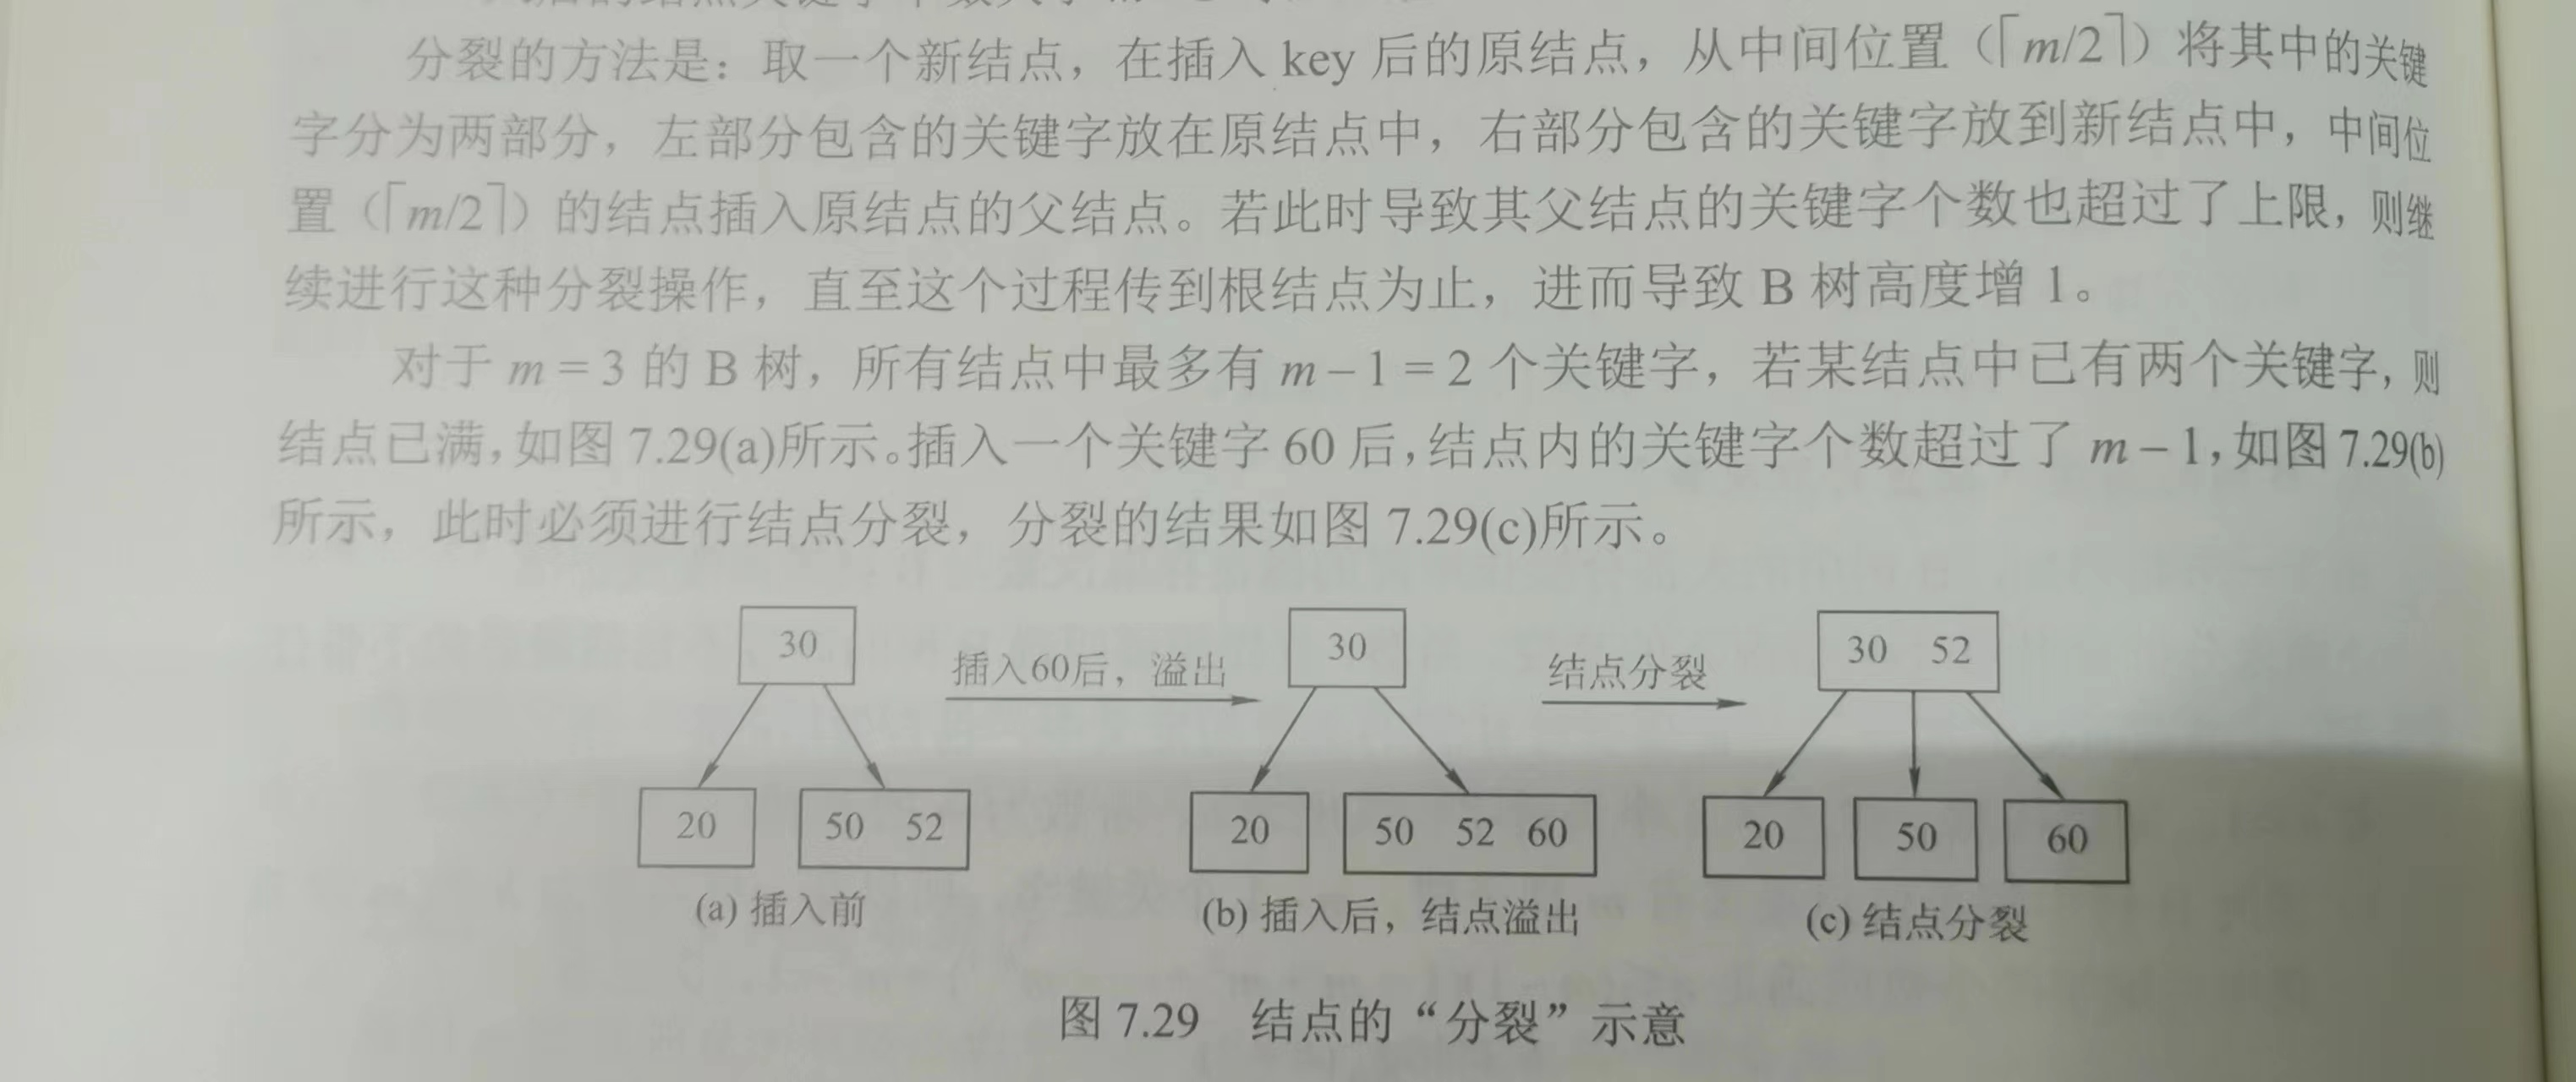 分裂的方法是：取一个新结点，在插入 key 后的原结点，从中间位置（⌈m/2⌉）将其中的关键
字分为两部分，左部分包含的关键字放在原结点中，右部分包含的关键字放到新结点中，中间位
置（⌈m/2⌉）的结点插入原结点的父结点。若此时导致其父结点的关键字个数也超过了上限，则继
续进行这种分裂操作，直至这个过程传到根结点为止，进而导致 B 树高度增 1。
对于 m = 3 的 B 树，所有结点中最多有 m – 1 = 2 个关键字，若某结点中已有两个关键字，则
结点已满，如图 7.29(a)所示。插入一个关键字 60 后，结点内的关键字个数超过了 m – 1，如图 7.29(b)
所示，此时必须进行结点分裂，分裂的结果如图 7.29(c)所示。
30
插入60后，溢出
30
结点分裂
30 52
20
50 52
20
50 52 60
20
50
60
(a) 插入前
(b) 插入后，结点溢出
(c) 结点分裂
图 7.29 结点的“分裂”示意